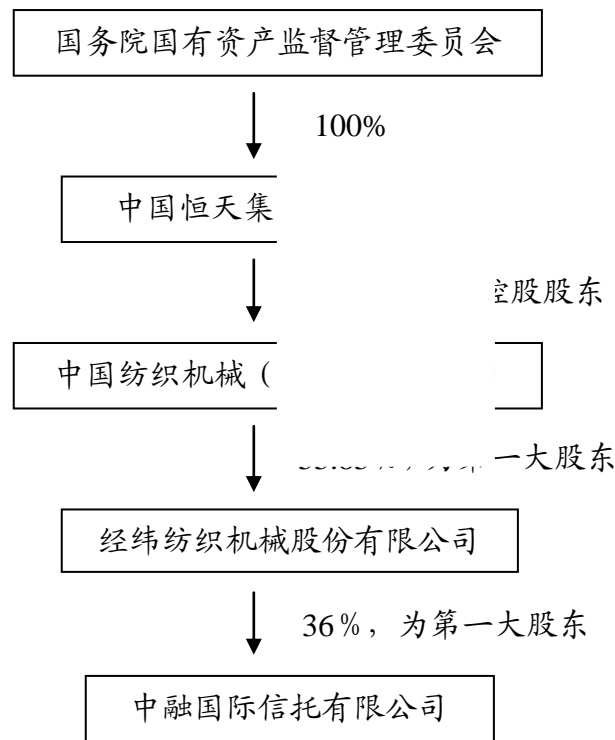 国务院国有资产监督管理委员会
100%
中国恒天集
控股股东
中国纺织机械（
一大股东
经纬纺织机械股份有限公司
36%，为第一大股东
中融国际信托有限公司